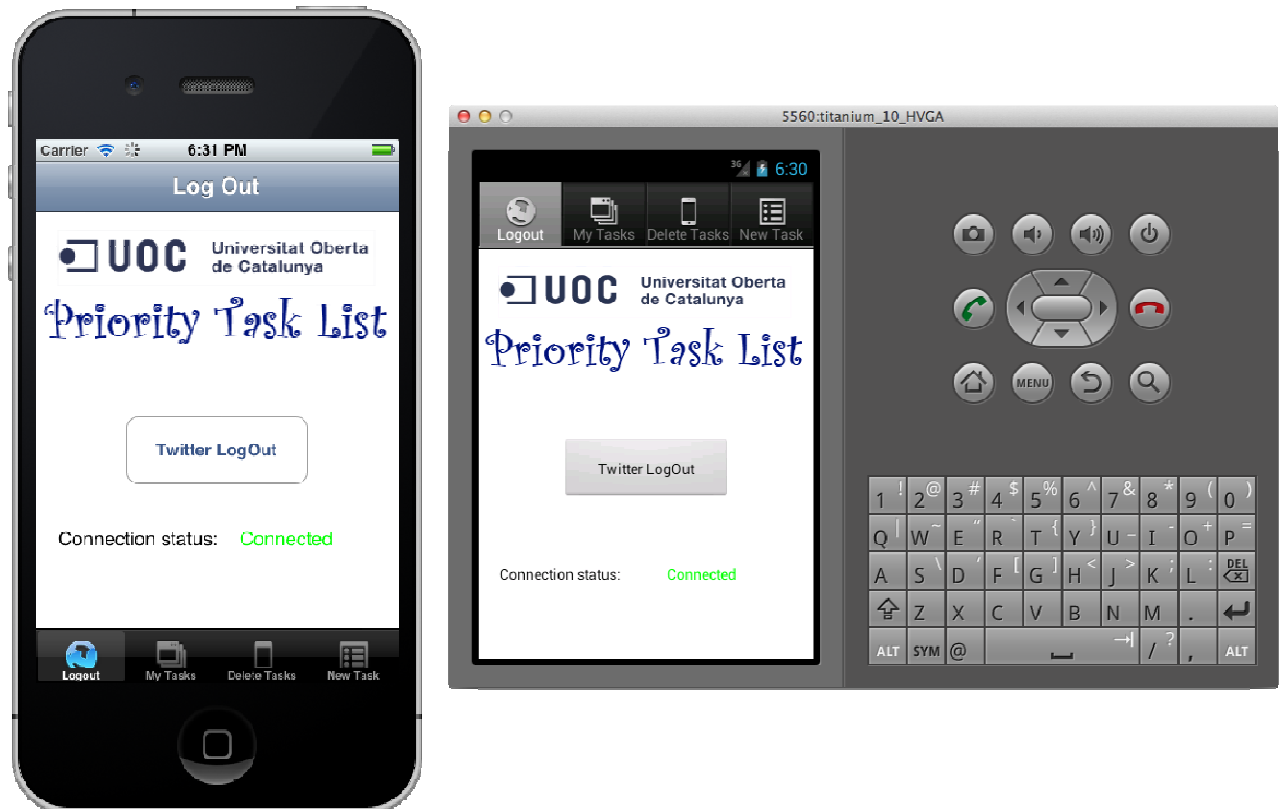 Carrier 6:31 PM
Log Out
UOC Universitat Oberta
de Catalunya
Priority Task List
Twitter LogOut
Connection status: Connected
Logout My Tasks Delete Tasks New Task
5560:titanium_10_HVGA
3G 6:30
Logout My Tasks Delete Tasks New Task
UOC Universitat Oberta
de Catalunya
Priority Task List
Twitter LogOut
Connection status: Connected
MENU
1 ! 2 @ 3 # 4 $ 5 % 6 ^ 7 & 8 * 9 ( 0 )
Q | W ~ E " R ` T { Y } U _ I - O + P =
A S \ D ' F [ G ] H < J > K ; L : DEL
Z X C V B N M .
ALT SYM @ / ? , ALT